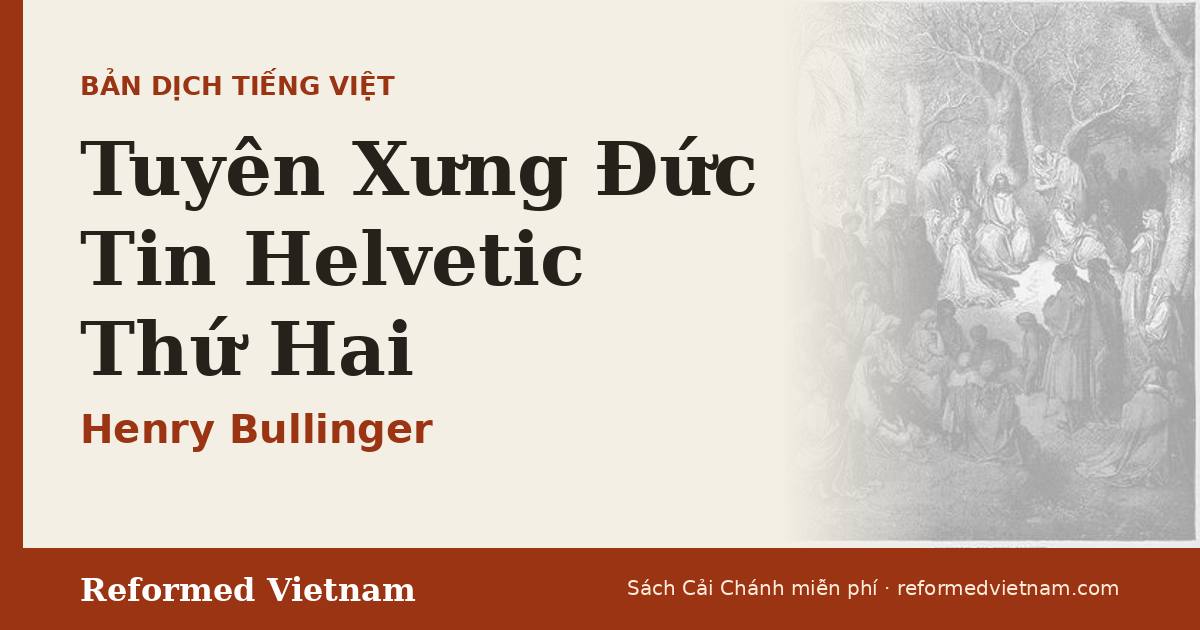 BẢN DỊCH TIẾNG VIỆT
Tuyên Xưng Đức
Tin Helvetic
Thứ Hai
Henry Bullinger
Reformed Vietnam
Sách Cải Chánh miễn phí · reformedvietnam.com